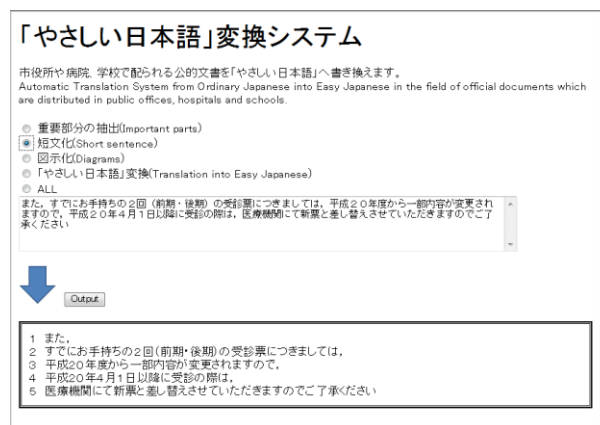 「やさしい日本語」変換システム
市役所や病院, 学校で配られる公的文書を「やさしい日本語」へ書き換えます。
Automatic Translation System from Ordinary Japanese into Easy Japanese in the field of official documents which
are distributed in public offices, hospitals and schools.
重要部分の抽出(Important parts)
短文化(Short sentence)
図示化(Diagrams)
「やさしい日本語」変換(Translation into Easy Japanese)
ALL
また，すでにお手持ちの２回（前期・後期）の受診票につきましては，平成２０年度から一部内容が変更され
ますので，平成２０年４月１日以降に受診の際は，医療機関にて新票と差し替えさせていただきますのでご了
承ください
Output
1 また，
2 すでにお手持ちの２回(前期・後期)の受診票につきましては，
3 平成２０年度から一部内容が変更されますので，
4 平成２０年４月１日以降に受診の際は，
5 医療機関にて新票と差し替えさせていただきますのでご了承ください